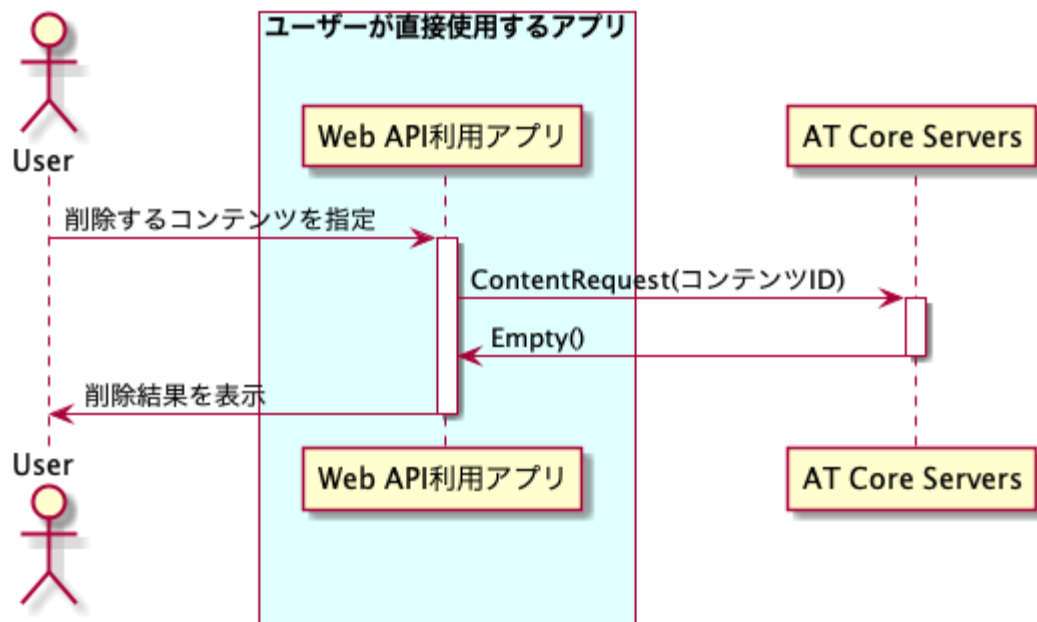 ユーザーが直接使用するアプリ
User
Web API利用アプリ
AT Core Servers
削除するコンテンツを指定
ContentRequest(コンテンツID)
Empty()
削除結果を表示
User
Web API利用アプリ
AT Core Servers